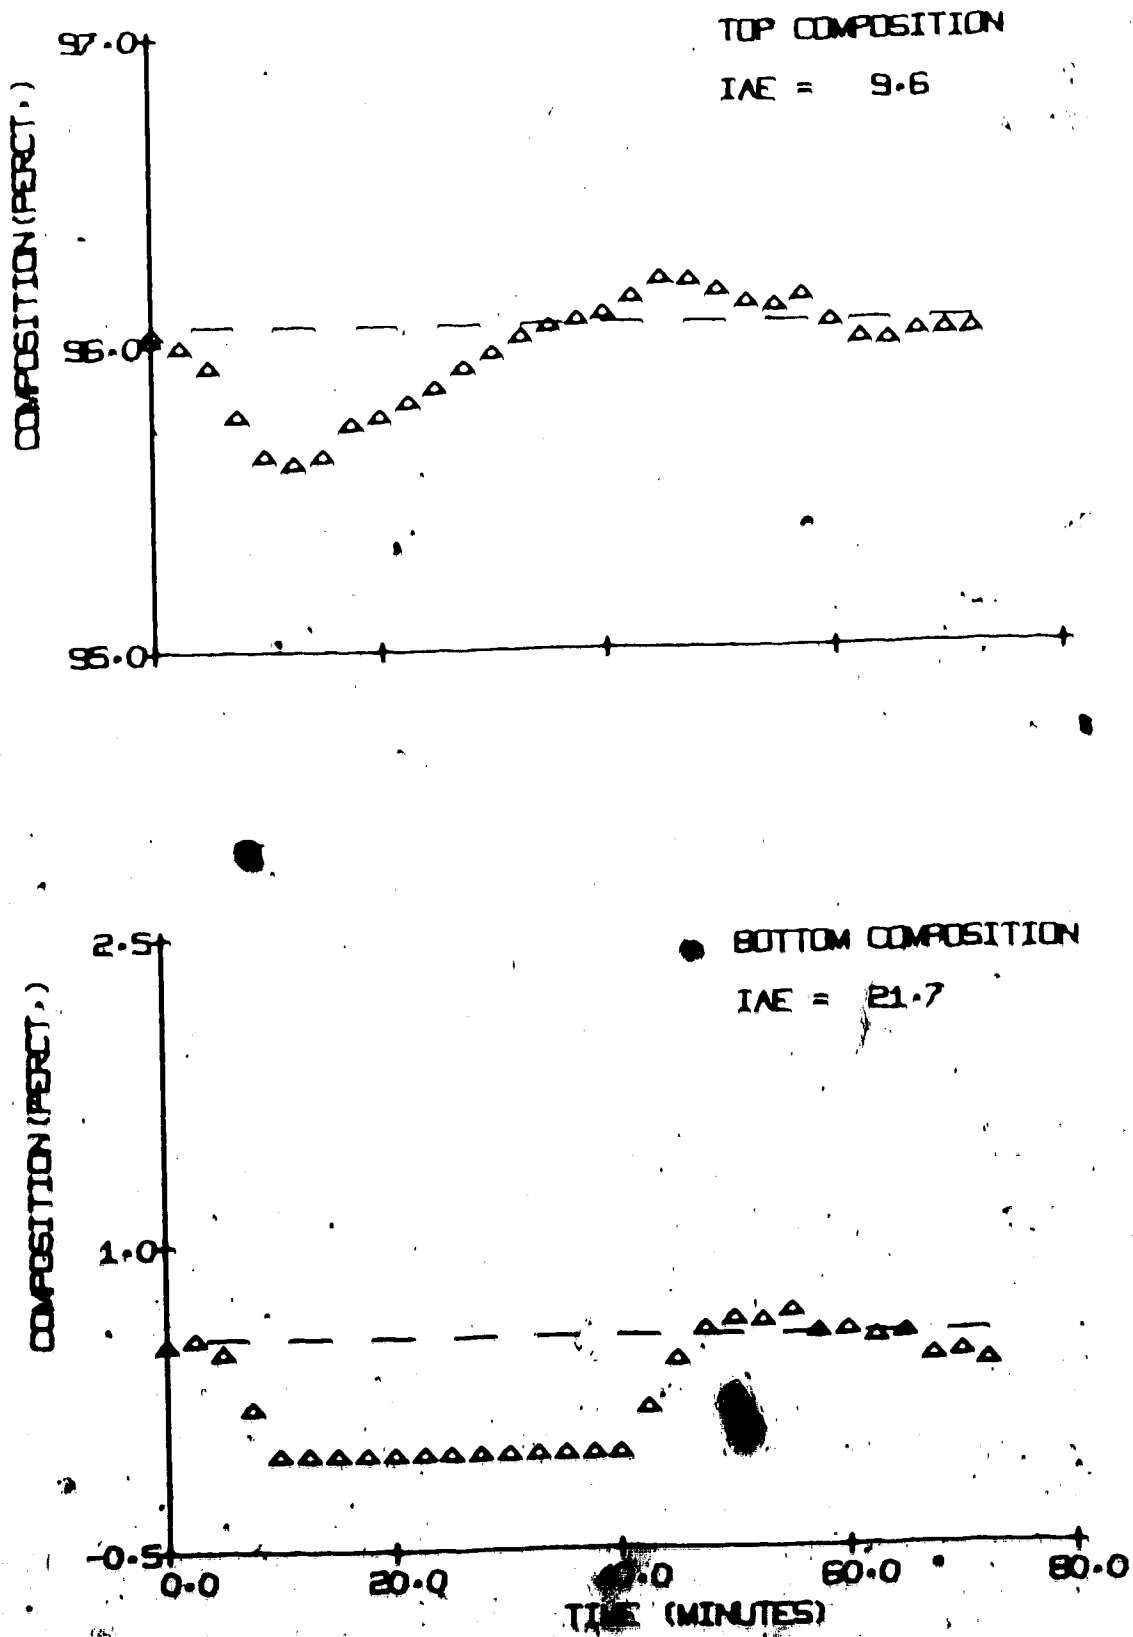 TOP COMPOSITION
IAE = 9.6
97.0
96.0
95.0
COMPOSITION(PERCT.)
BOTTOM COMPOSITION
IAE = 21.7
2.5
1.0
-0.5
COMPOSITION(PERCT.)
0.0 20.0 60.0 80.0
TIME (MINUTES)